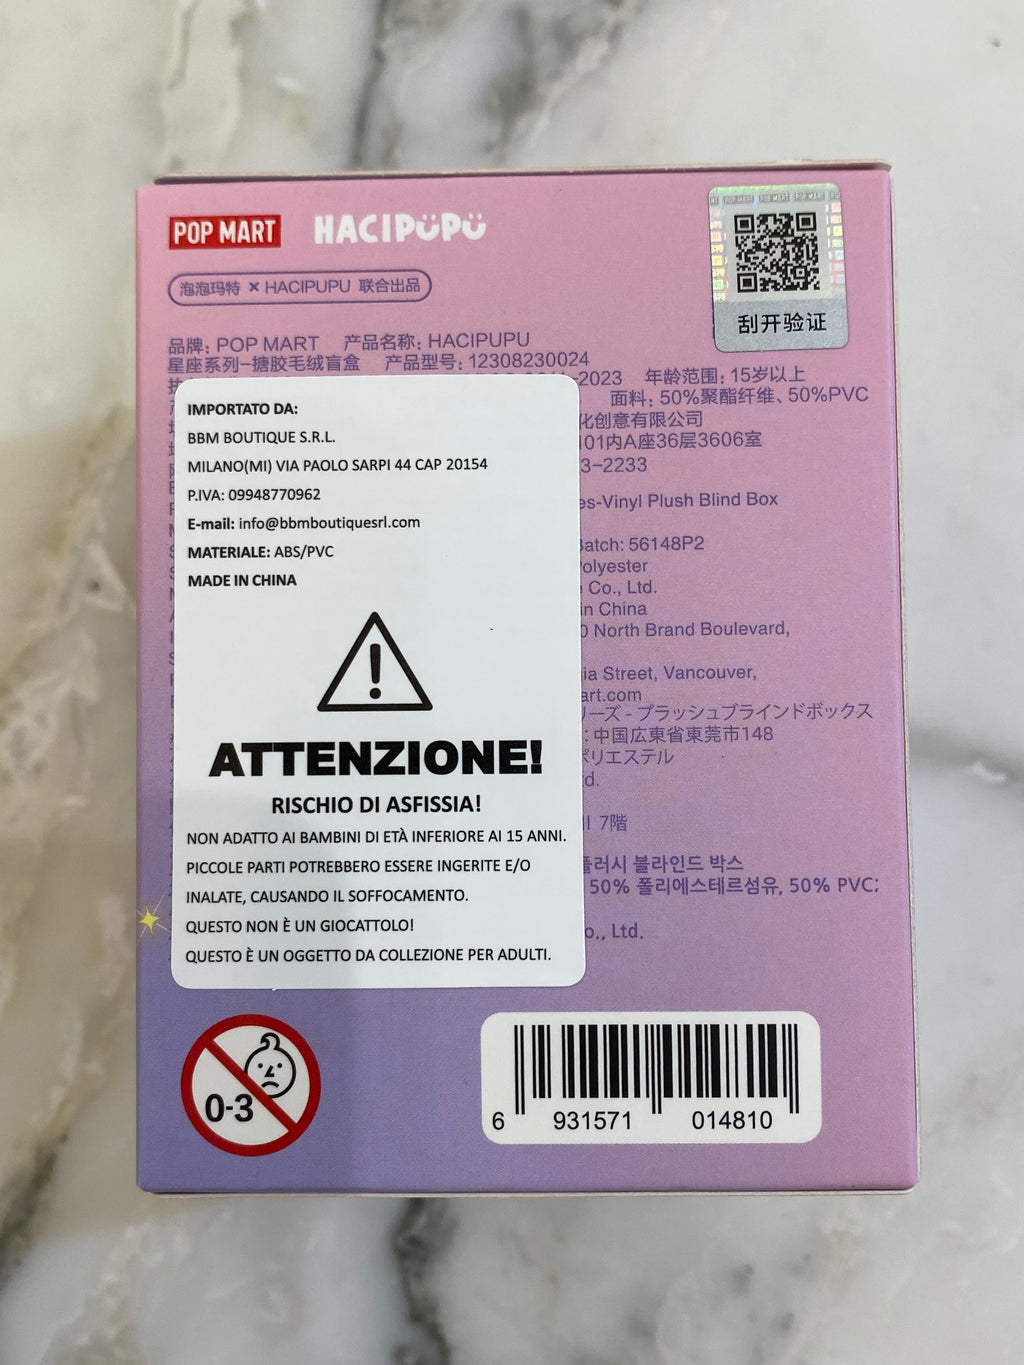 POP MART HACIPUPU
泡泡玛特 × HACIPUPU 联合出品
刮开验证
品牌: POP MART 产品名称: HACIPUPU
星座系列-搪胶毛绒盲盒 产品型号: 12308230024
-2023 年龄范围: 15岁以上
面料: 50%聚酯纤维、50%PVC
化创意有限公司
101内A座36层3606室
3-2233
es-Vinyl Plush Blind Box
Batch: 56148P2
Polyester
Co., Ltd.
in China
0 North Brand Boulevard,
ia Street, Vancouver,
art.com
リーズ - プラッシュブラインドボックス
: 中国広東省東莞市148
ポリエステル
td.
7階
플러시 블라인드 박스
50% 폴리에스테르섬유, 50% PVC;
o., Ltd.
IMPORTATO DA:
BBM BOUTIQUE S.R.L.
MILANO(MI) VIA PAOLO SARPI 44 CAP 20154
P.IVA: 09948770962
E-mail: info@bbmboutiquesrl.com
MATERIALE: ABS/PVC
MADE IN CHINA
ATTENZIONE!
RISCHIO DI ASFISSIA!
NON ADATTO AI BAMBINI DI ETÀ INFERIORE AI 15 ANNI.
PICCOLE PARTI POTREBBERO ESSERE INGERITE E/O
INALATE, CAUSANDO IL SOFFOCAMENTO.
QUESTO NON È UN GIOCATTOLO!
QUESTO È UN OGGETTO DA COLLEZIONE PER ADULTI.
0-3
6 931571 014810